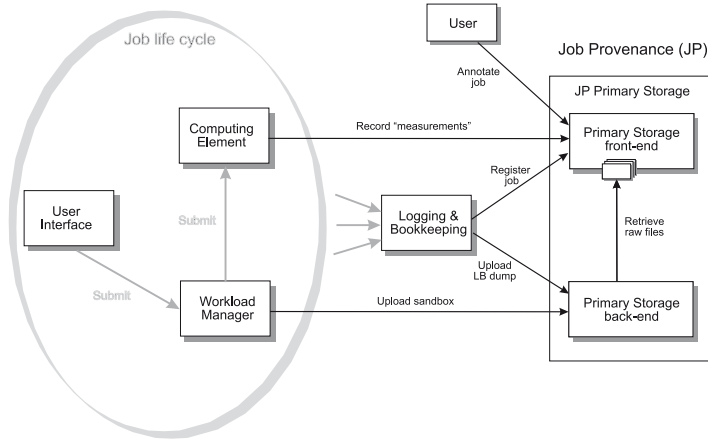 User
Job life cycle
Job Provenance (JP)
Annotate
job
JP Primary Storage
Computing
Element
Record “measurements”
Primary Storage
front-end
Register
job
User
Interface
Submit
Logging &
Bookkeeping
Retrieve
raw files
Upload
LB dump
Submit
Workload
Manager
Upload sandbox
Primary Storage
back-end